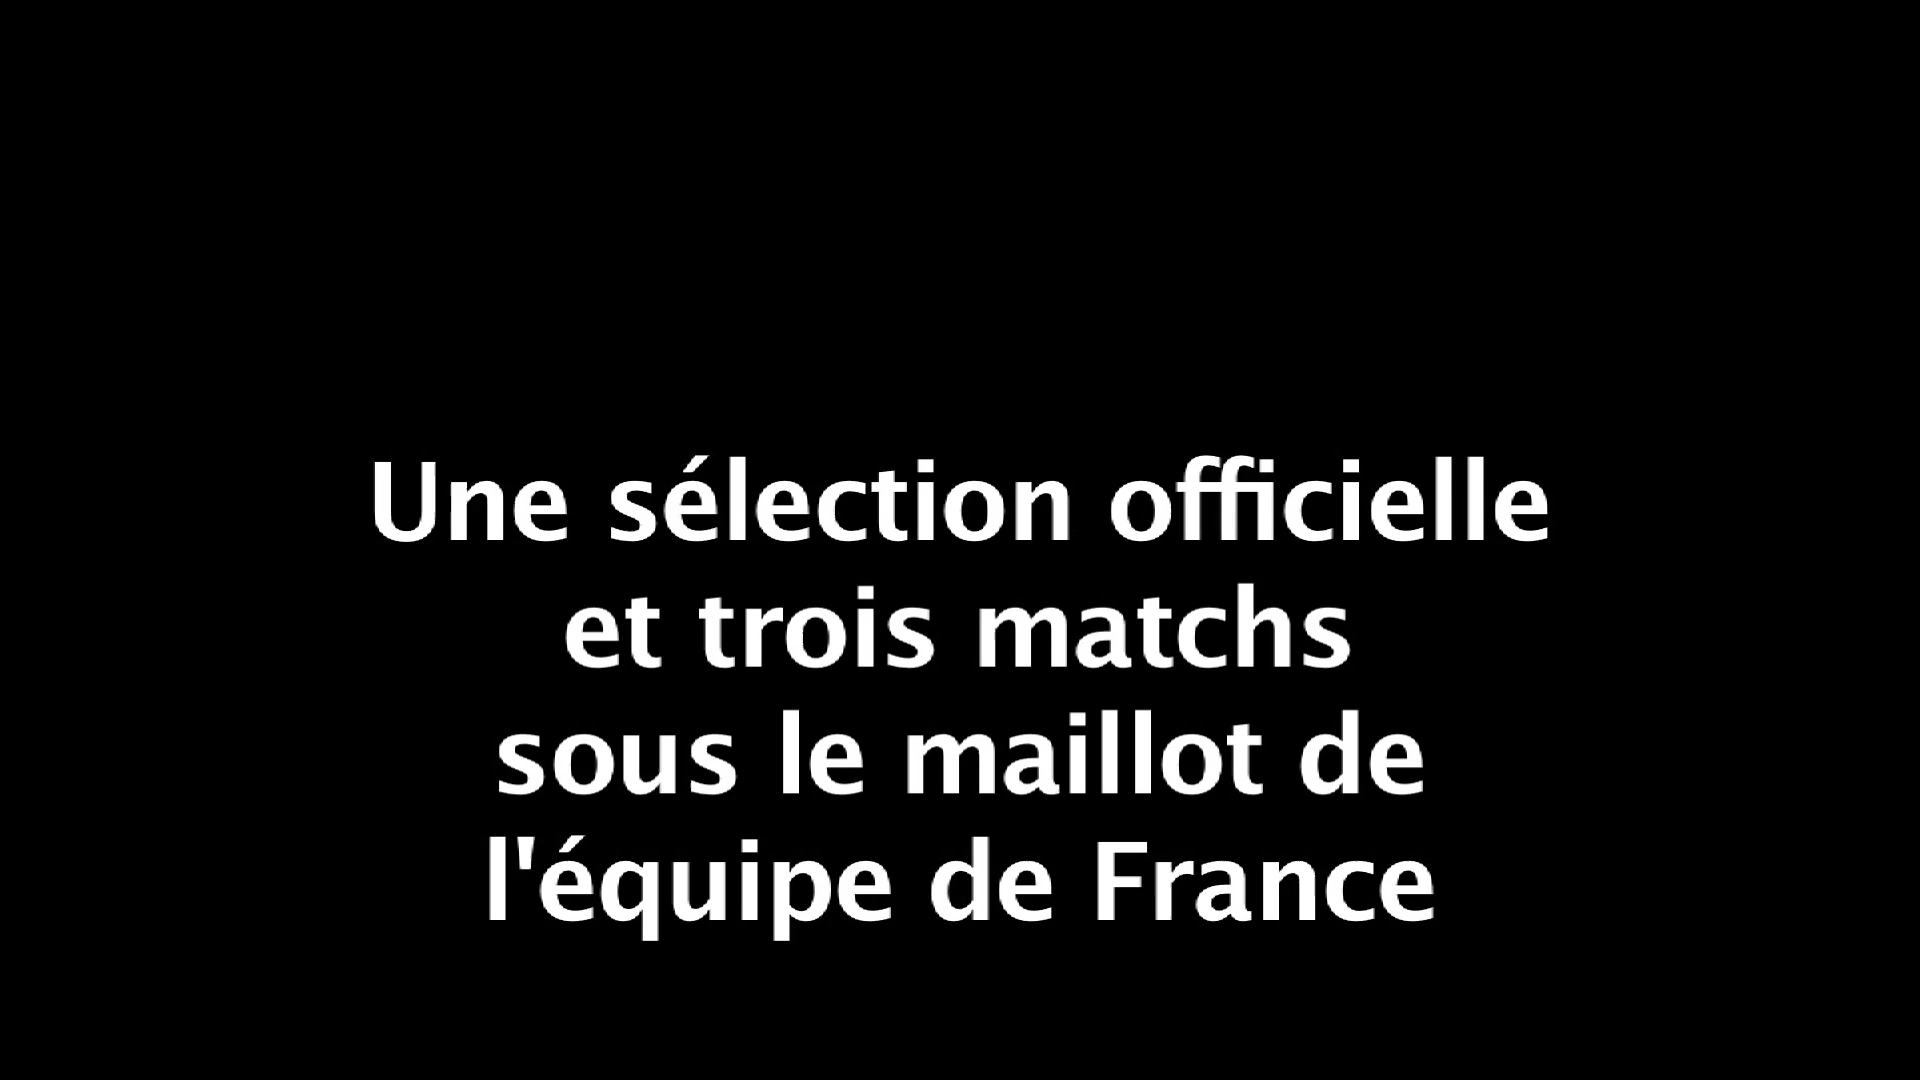 Une sélection officielle
et trois matchs
sous le maillot de
l'équipe de France